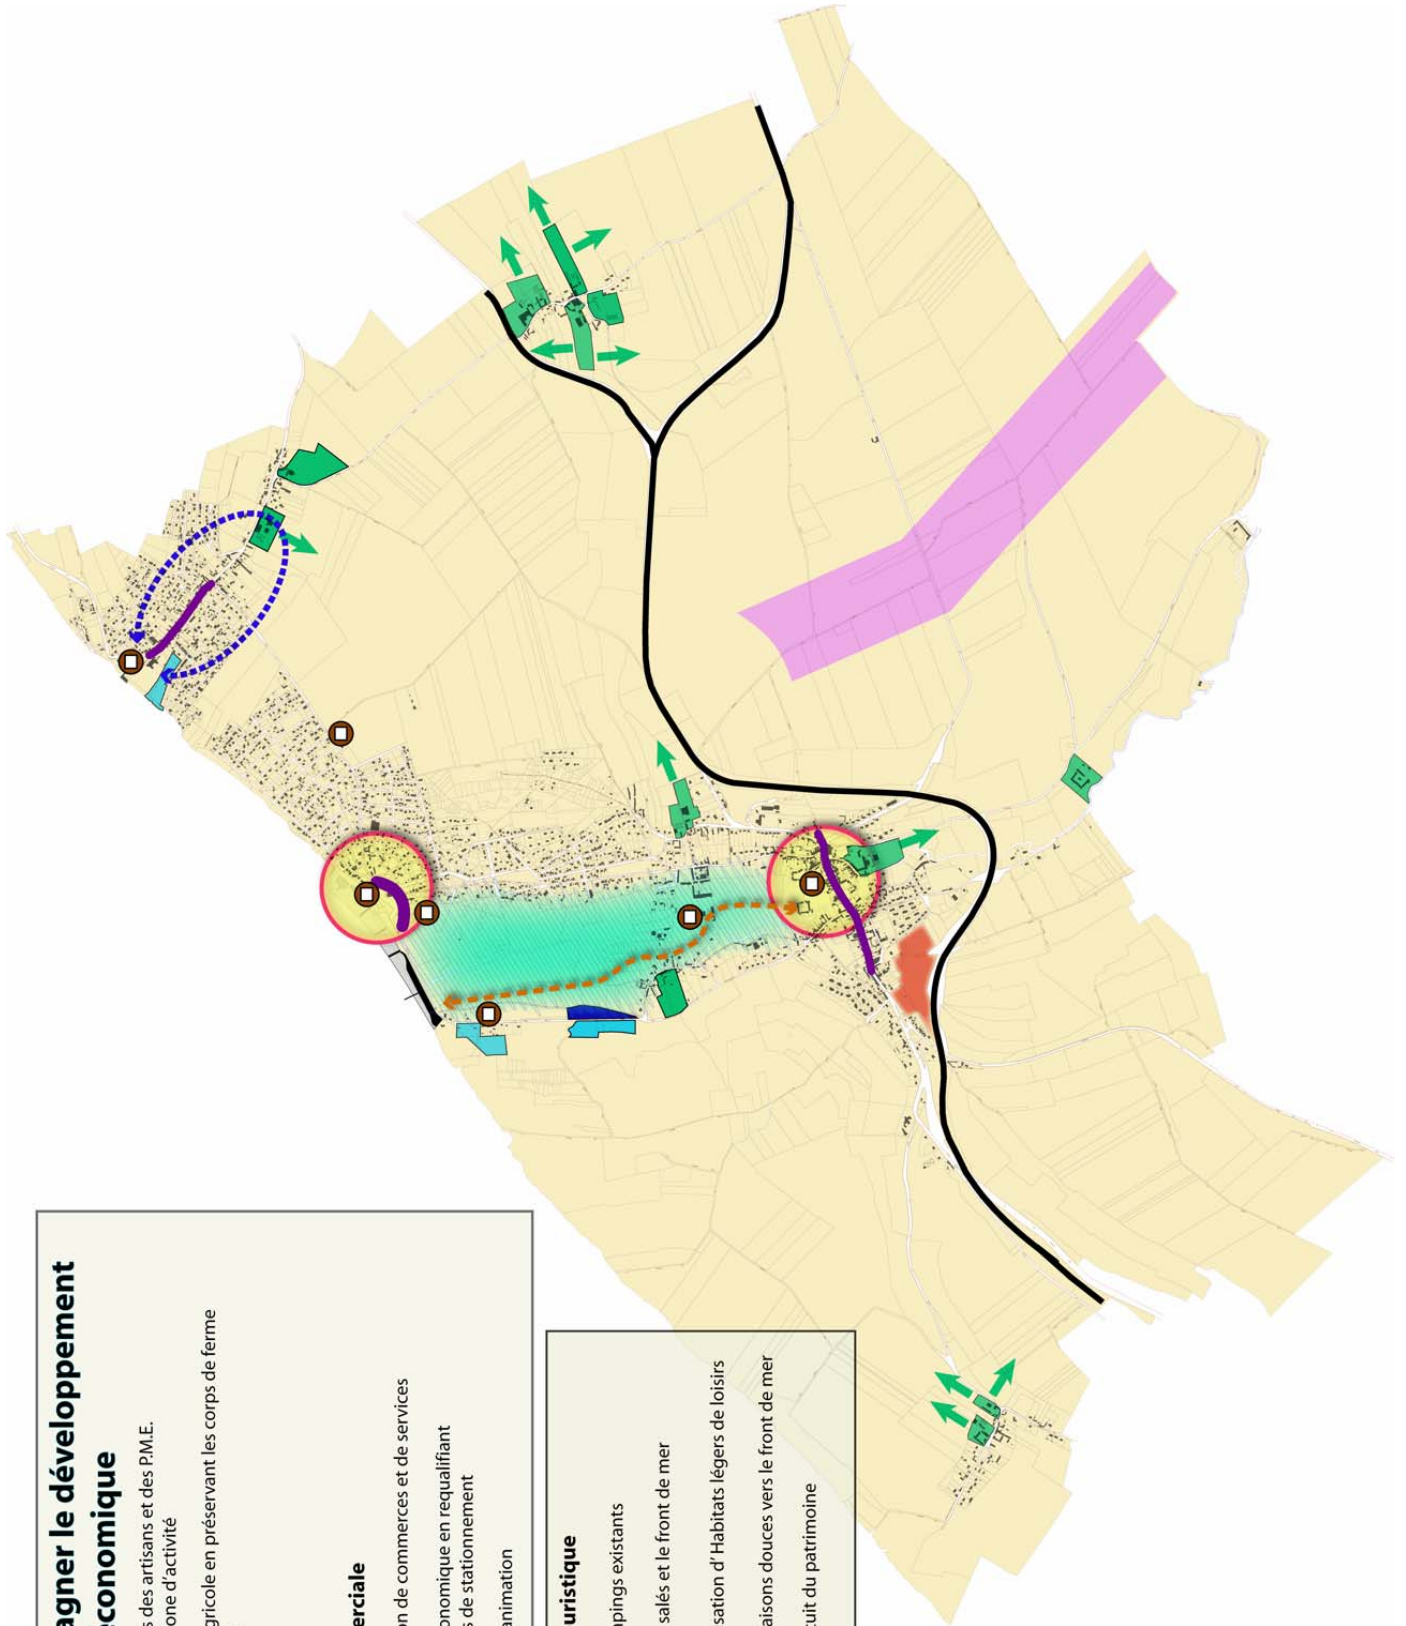 agner le développement
économique
s des artisans et des P.M.E.
one d'activité
gricole en préservant les corps de ferme
erciale
on de commerces et de services
onomique en requalifiant
s de stationnement
animation
uristique
npings existants
salés et le front de mer
sation d'Habitats légers de loisirs
aisons douces vers le front de mer
cuit du patrimoine